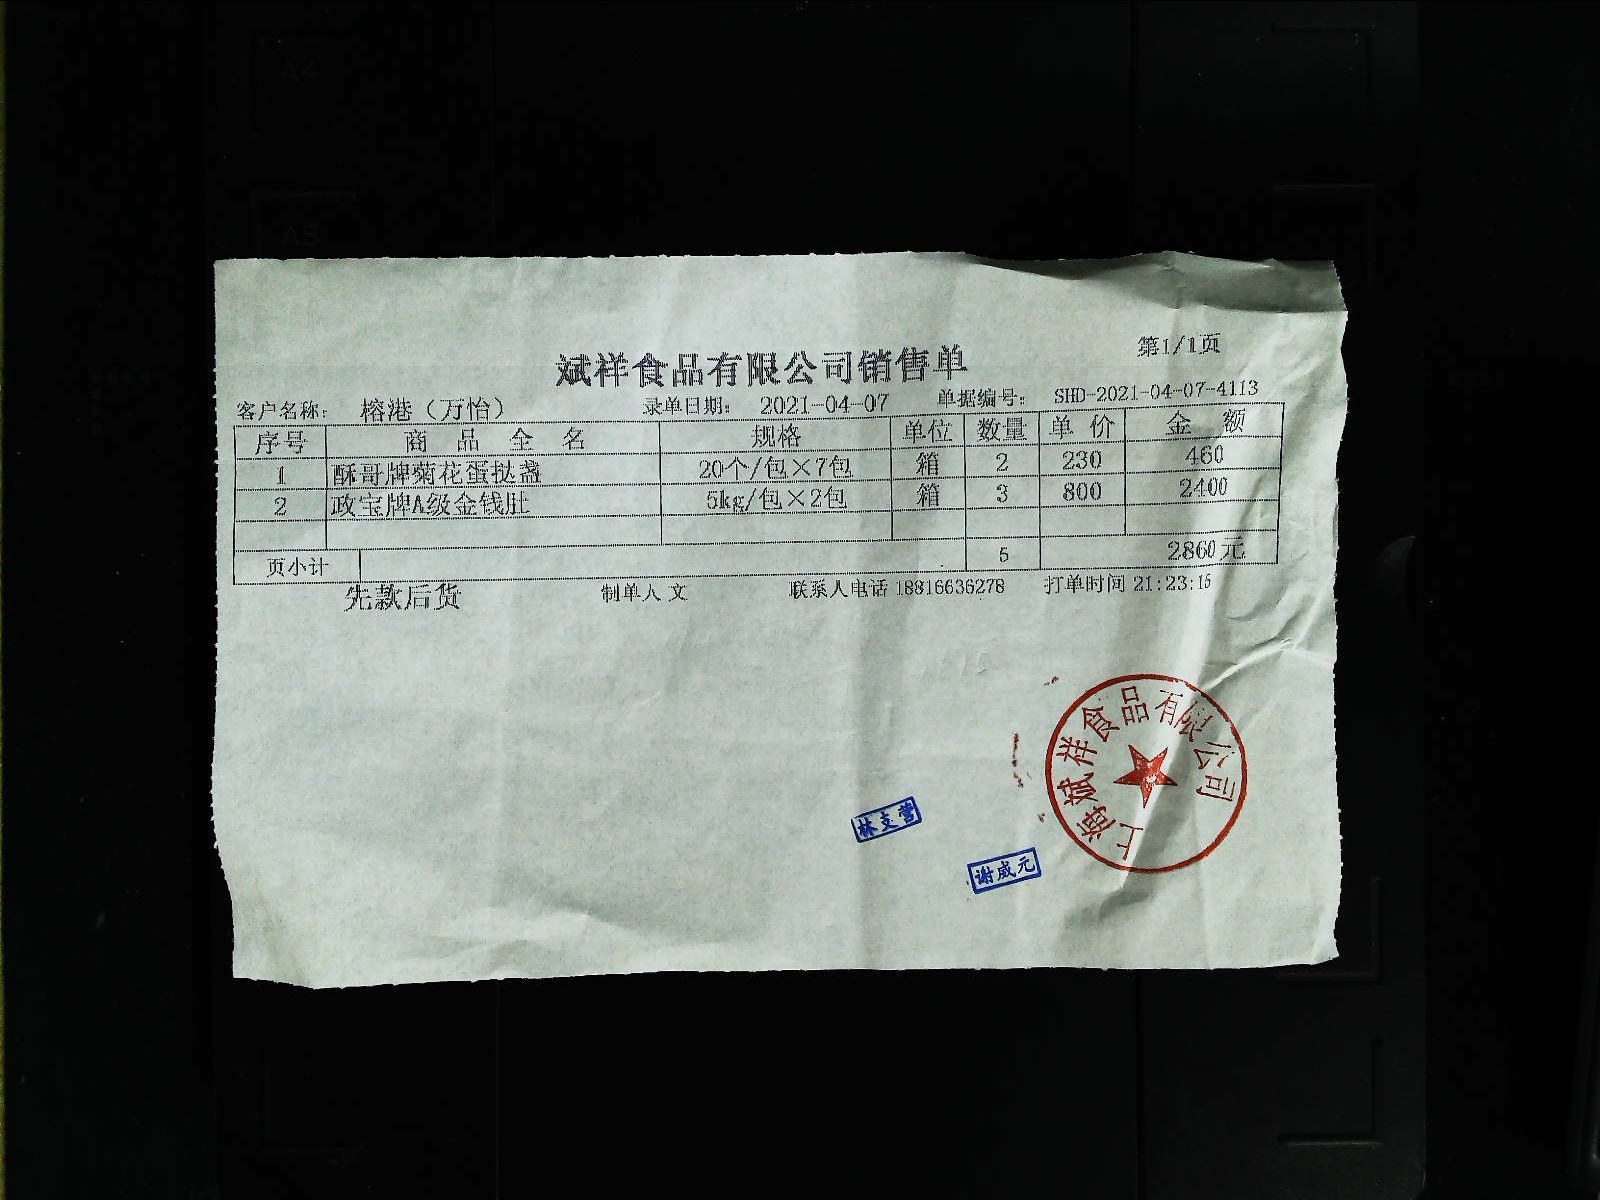 第1/1页
斌祥食品有限公司销售单
客户名称: 榕港（万怡） 录单日期: 2021-04-07 单据编号: SHD-2021-04-07-4113
序号 商品全名 规格 单位 数量 单价 金额
1 酥哥牌菊花蛋挞盏 20个/包×7包 箱 2 230 460
2 政宝牌A级金钱肚 5kg/包×2包 箱 3 800 2400
页小计 5 2860元
先款后货 制单人 文 联系人电话 18816636278 打单时间 21:23:15
上海斌祥食品有限公司
林支营
谢成元